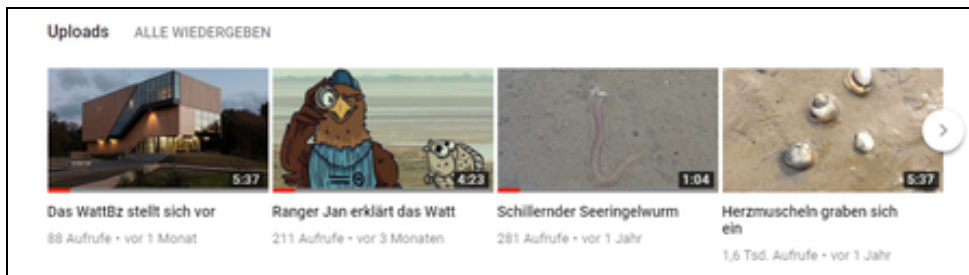 Uploads ALLE WIEDERGEBEN
5:37
4:23
1:04
5:37
Das WattBz stellt sich vor
88 Aufrufe • vor 1 Monat
Ranger Jan erklärt das Watt
211 Aufrufe • vor 3 Monaten
Schillernder Seeringelwurm
281 Aufrufe • vor 1 Jahr
Herzmuscheln graben sich
ein
1,6 Tsd. Aufrufe • vor 1 Jahr